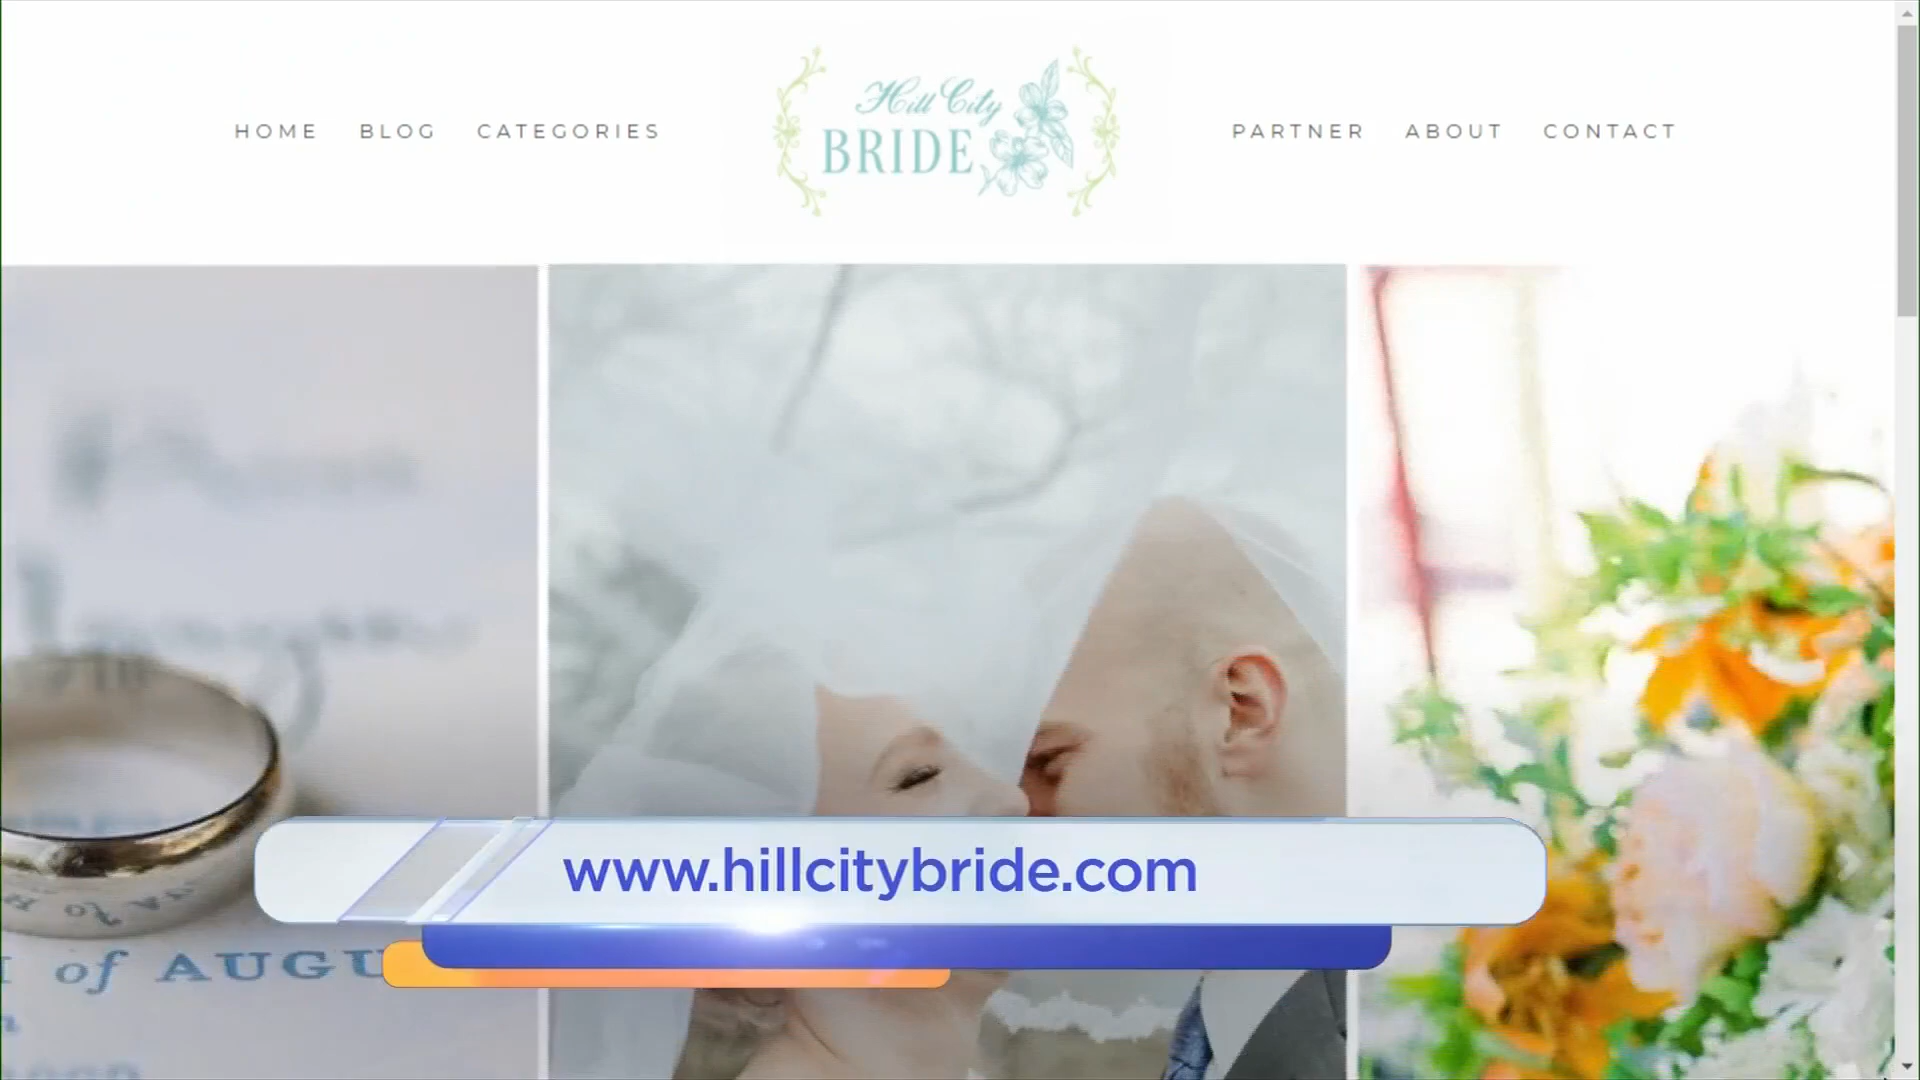 HOME BLOG CATEGORIES
Hill City
BRIDE
PARTNER ABOUT CONTACT
www.hillcitybride.com
of AUGU